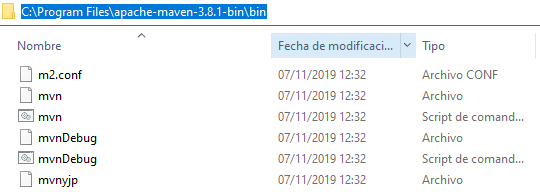 C:\Program Files\apache-maven-3.8.1-bin\bin
Nombre Fecha de modificaci... Tipo
m2.conf 07/11/2019 12:32 Archivo CONF
mvn 07/11/2019 12:32 Archivo
mvn 07/11/2019 12:32 Script de comand...
mvnDebug 07/11/2019 12:32 Archivo
mvnDebug 07/11/2019 12:32 Script de comand...
mvnyjp 07/11/2019 12:32 Archivo